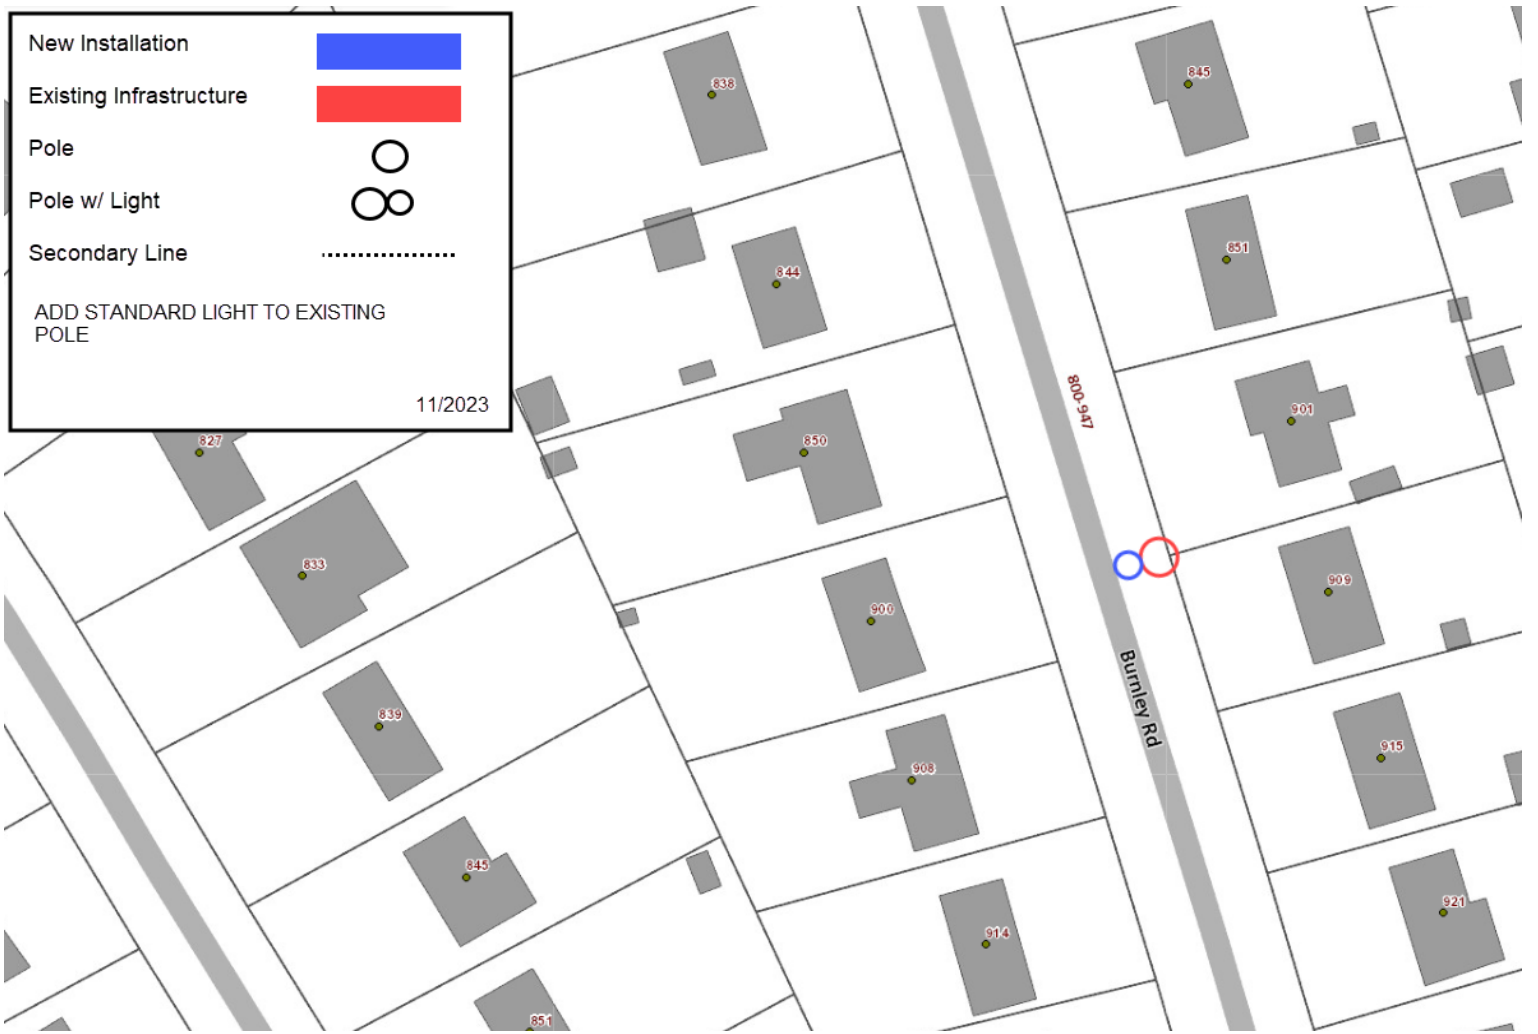 New Installation
Existing Infrastructure
Pole
Pole w/ Light
Secondary Line
ADD STANDARD LIGHT TO EXISTING
POLE
11/2023
838
845
844
851
800-947
901
827
850
833
900
909
839
Burnley Rd
908
915
845
914
921
851